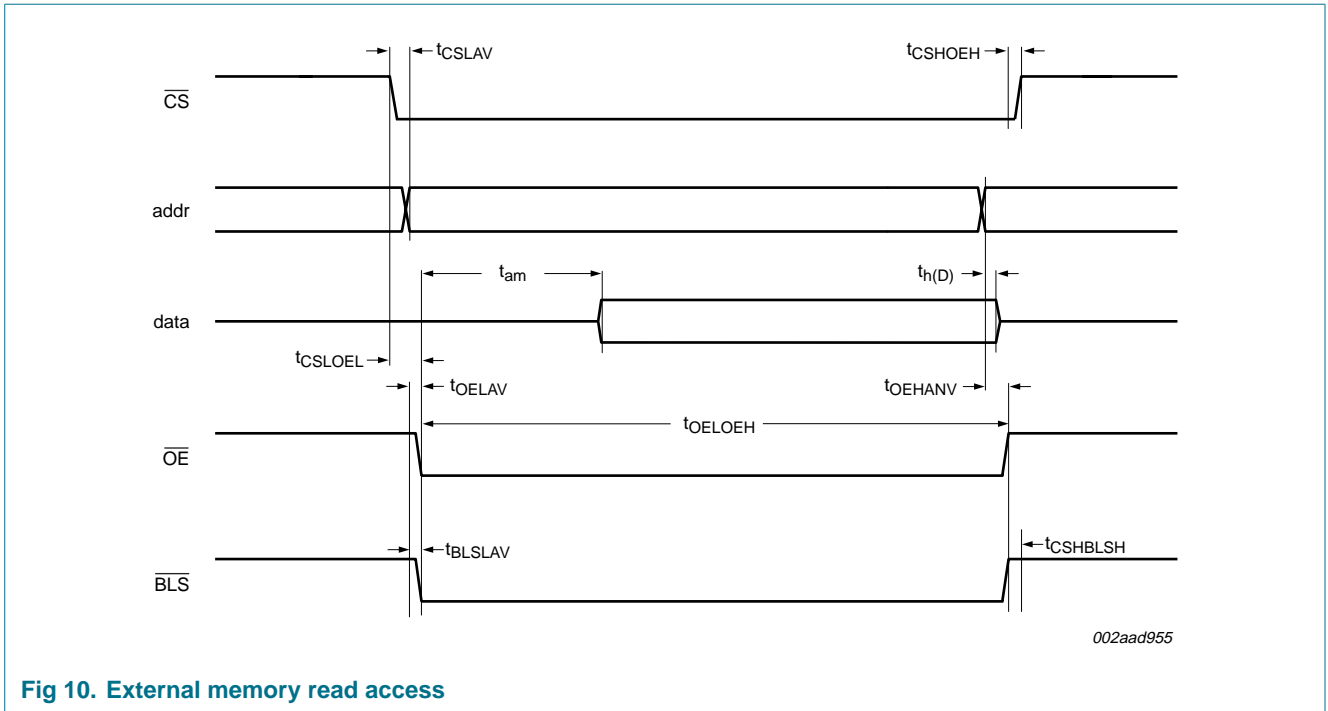 tCSLAV
tCSHOEH
CS
addr
tam
th(D)
data
tCSLOEL
tOELAV
tOEHANV
tOELOEH
OE
tBLSLAV
tCSHBLSH
BLS
002aad955
Fig 10. External memory read access